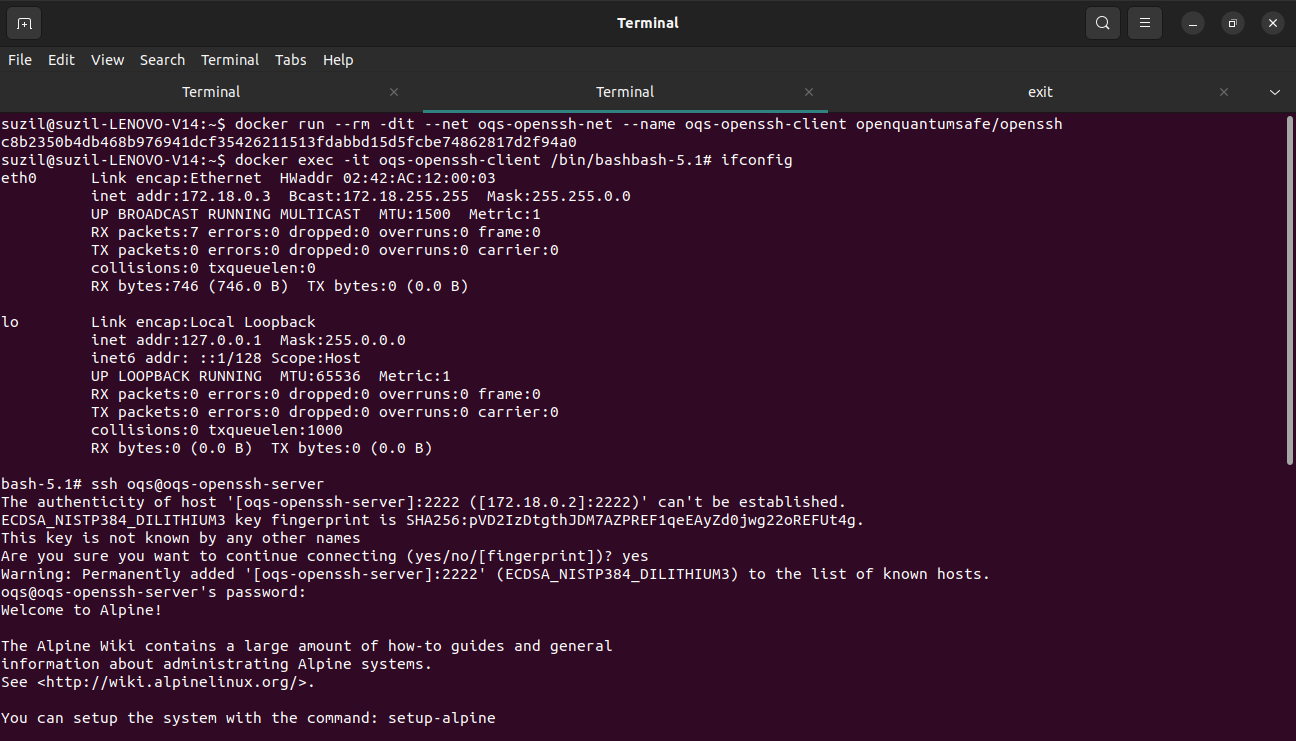 Terminal
File Edit View Search Terminal Tabs Help
Terminal Terminal exit
suzil@suzil-LENOVO-V14:~$ docker run --rm -dit --net oqs-openssh-net --name oqs-openssh-client openquantumsafe/openssh
c8b2350b4db468b976941dcf35426211513fdabbd15d5fcbe74862817d2f94a0
suzil@suzil-LENOVO-V14:~$ docker exec -it oqs-openssh-client /bin/bashbash-5.1# ifconfig
eth0      Link encap:Ethernet  HWaddr 02:42:AC:12:00:03
          inet addr:172.18.0.3  Bcast:172.18.255.255  Mask:255.255.0.0
          UP BROADCAST RUNNING MULTICAST  MTU:1500  Metric:1
          RX packets:7 errors:0 dropped:0 overruns:0 frame:0
          TX packets:0 errors:0 dropped:0 overruns:0 carrier:0
          collisions:0 txqueuelen:0
          RX bytes:746 (746.0 B)  TX bytes:0 (0.0 B)

lo        Link encap:Local Loopback
          inet addr:127.0.0.1  Mask:255.0.0.0
          inet6 addr: ::1/128 Scope:Host
          UP LOOPBACK RUNNING  MTU:65536  Metric:1
          RX packets:0 errors:0 dropped:0 overruns:0 frame:0
          TX packets:0 errors:0 dropped:0 overruns:0 carrier:0
          collisions:0 txqueuelen:1000
          RX bytes:0 (0.0 B)  TX bytes:0 (0.0 B)

bash-5.1# ssh oqs@oqs-openssh-server
The authenticity of host '[oqs-openssh-server]:2222 ([172.18.0.2]:2222)' can't be established.
ECDSA_NISTP384_DILITHIUM3 key fingerprint is SHA256:pVD2IzDtgthJDM7AZPREF1qeEAyZd0jwg22oREFUt4g.
This key is not known by any other names
Are you sure you want to continue connecting (yes/no/[fingerprint])? yes
Warning: Permanently added '[oqs-openssh-server]:2222' (ECDSA_NISTP384_DILITHIUM3) to the list of known hosts.
oqs@oqs-openssh-server's password:
Welcome to Alpine!

The Alpine Wiki contains a large amount of how-to guides and general
information about administrating Alpine systems.
See <http://wiki.alpinelinux.org/>.

You can setup the system with the command: setup-alpine